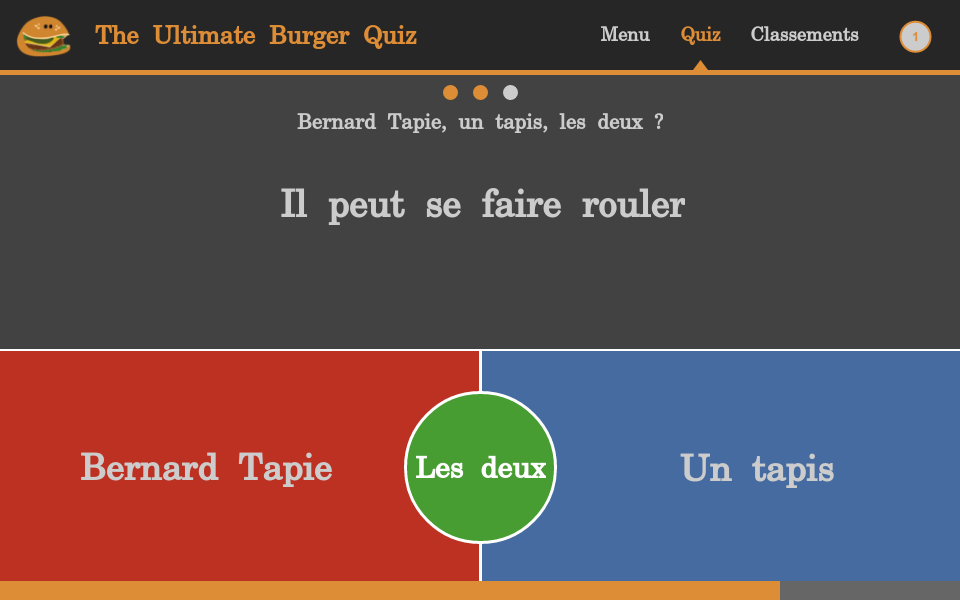 The Ultimate Burger Quiz
Menu
Quiz
Classements
1
Bernard Tapie, un tapis, les deux ?
Il peut se faire rouler
Bernard Tapie
Les deux
Un tapis